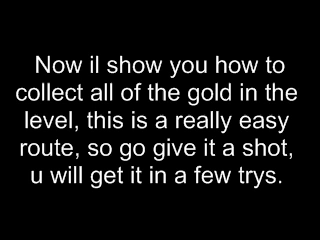 Now il show you how to
collect all of the gold in the
level, this is a really easy
route, so go give it a shot,
u will get it in a few trys.